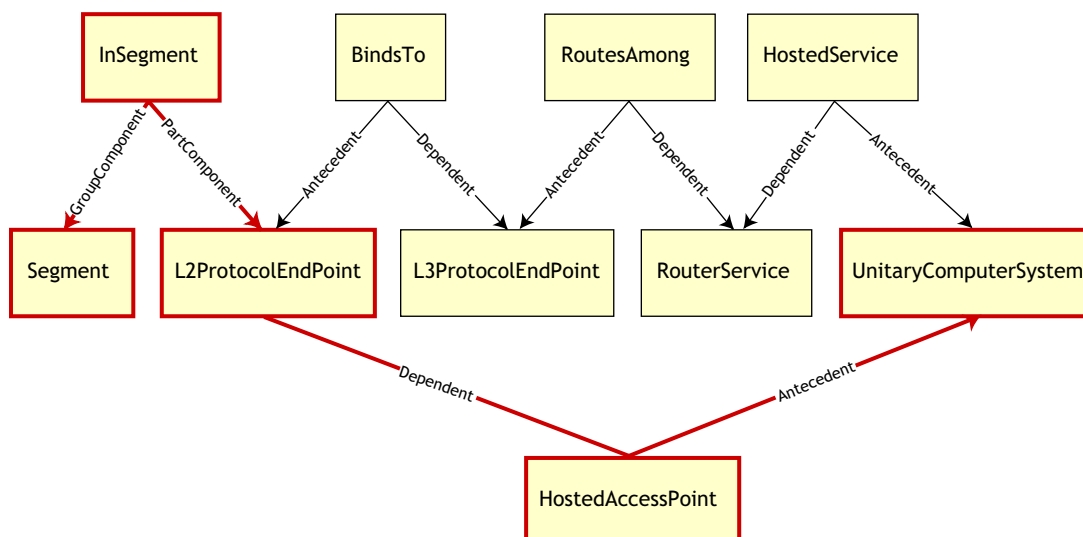 InSegment
BindsTo
RoutesAmong
HostedService
GroupComponent
PartComponent
Antecedent
Dependent
Antecedent
Dependent
Dependent
Antecedent
Segment
L2ProtocolEndPoint
L3ProtocolEndPoint
RouterService
UnitaryComputerSystem
Dependent
Antecedent
HostedAccessPoint